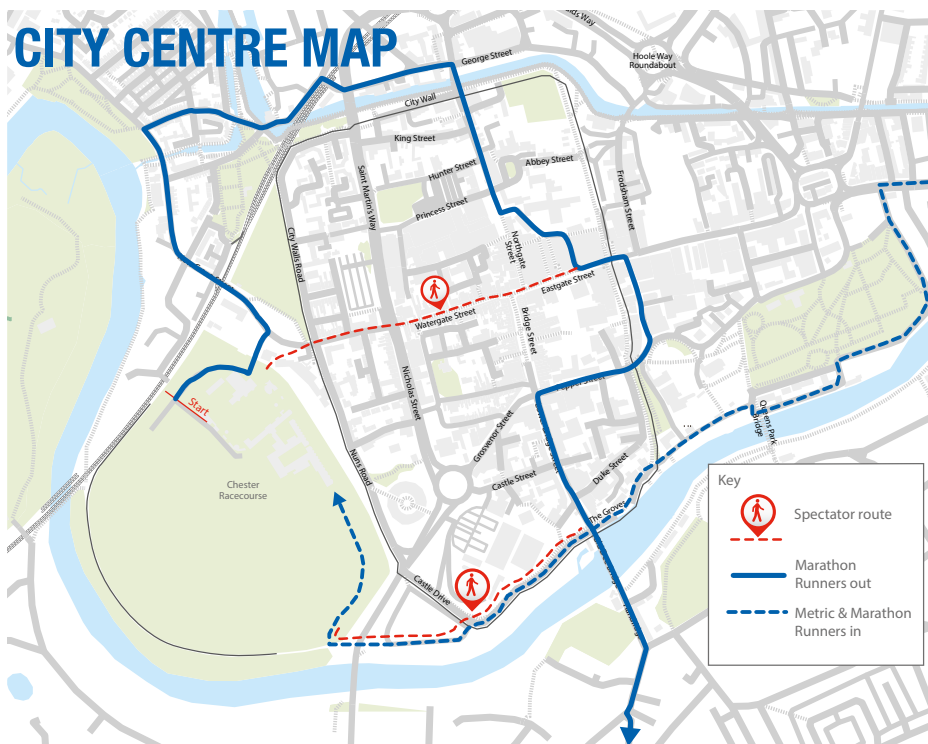 CITY CENTRE MAP
George Street
Hoole Way
Roundabout
City Wall
King Street
Abbey Street
Hunter Street
Saint Martin's Way
Frodsham Street
Princess Street
Northgate
Street
City Walls Road
Eastgate Street
Watergate Street
Bridge Street
Nicholas Street
Pepper Street
Start
Grosvenor Street
Queens Park
Bridge
Nuns Road
Castle Street
Duke Street
Chester
Racecourse
The Groves
Castle Drive
Key
Spectator route
Marathon
Runners out
Metric & Marathon
Runners in